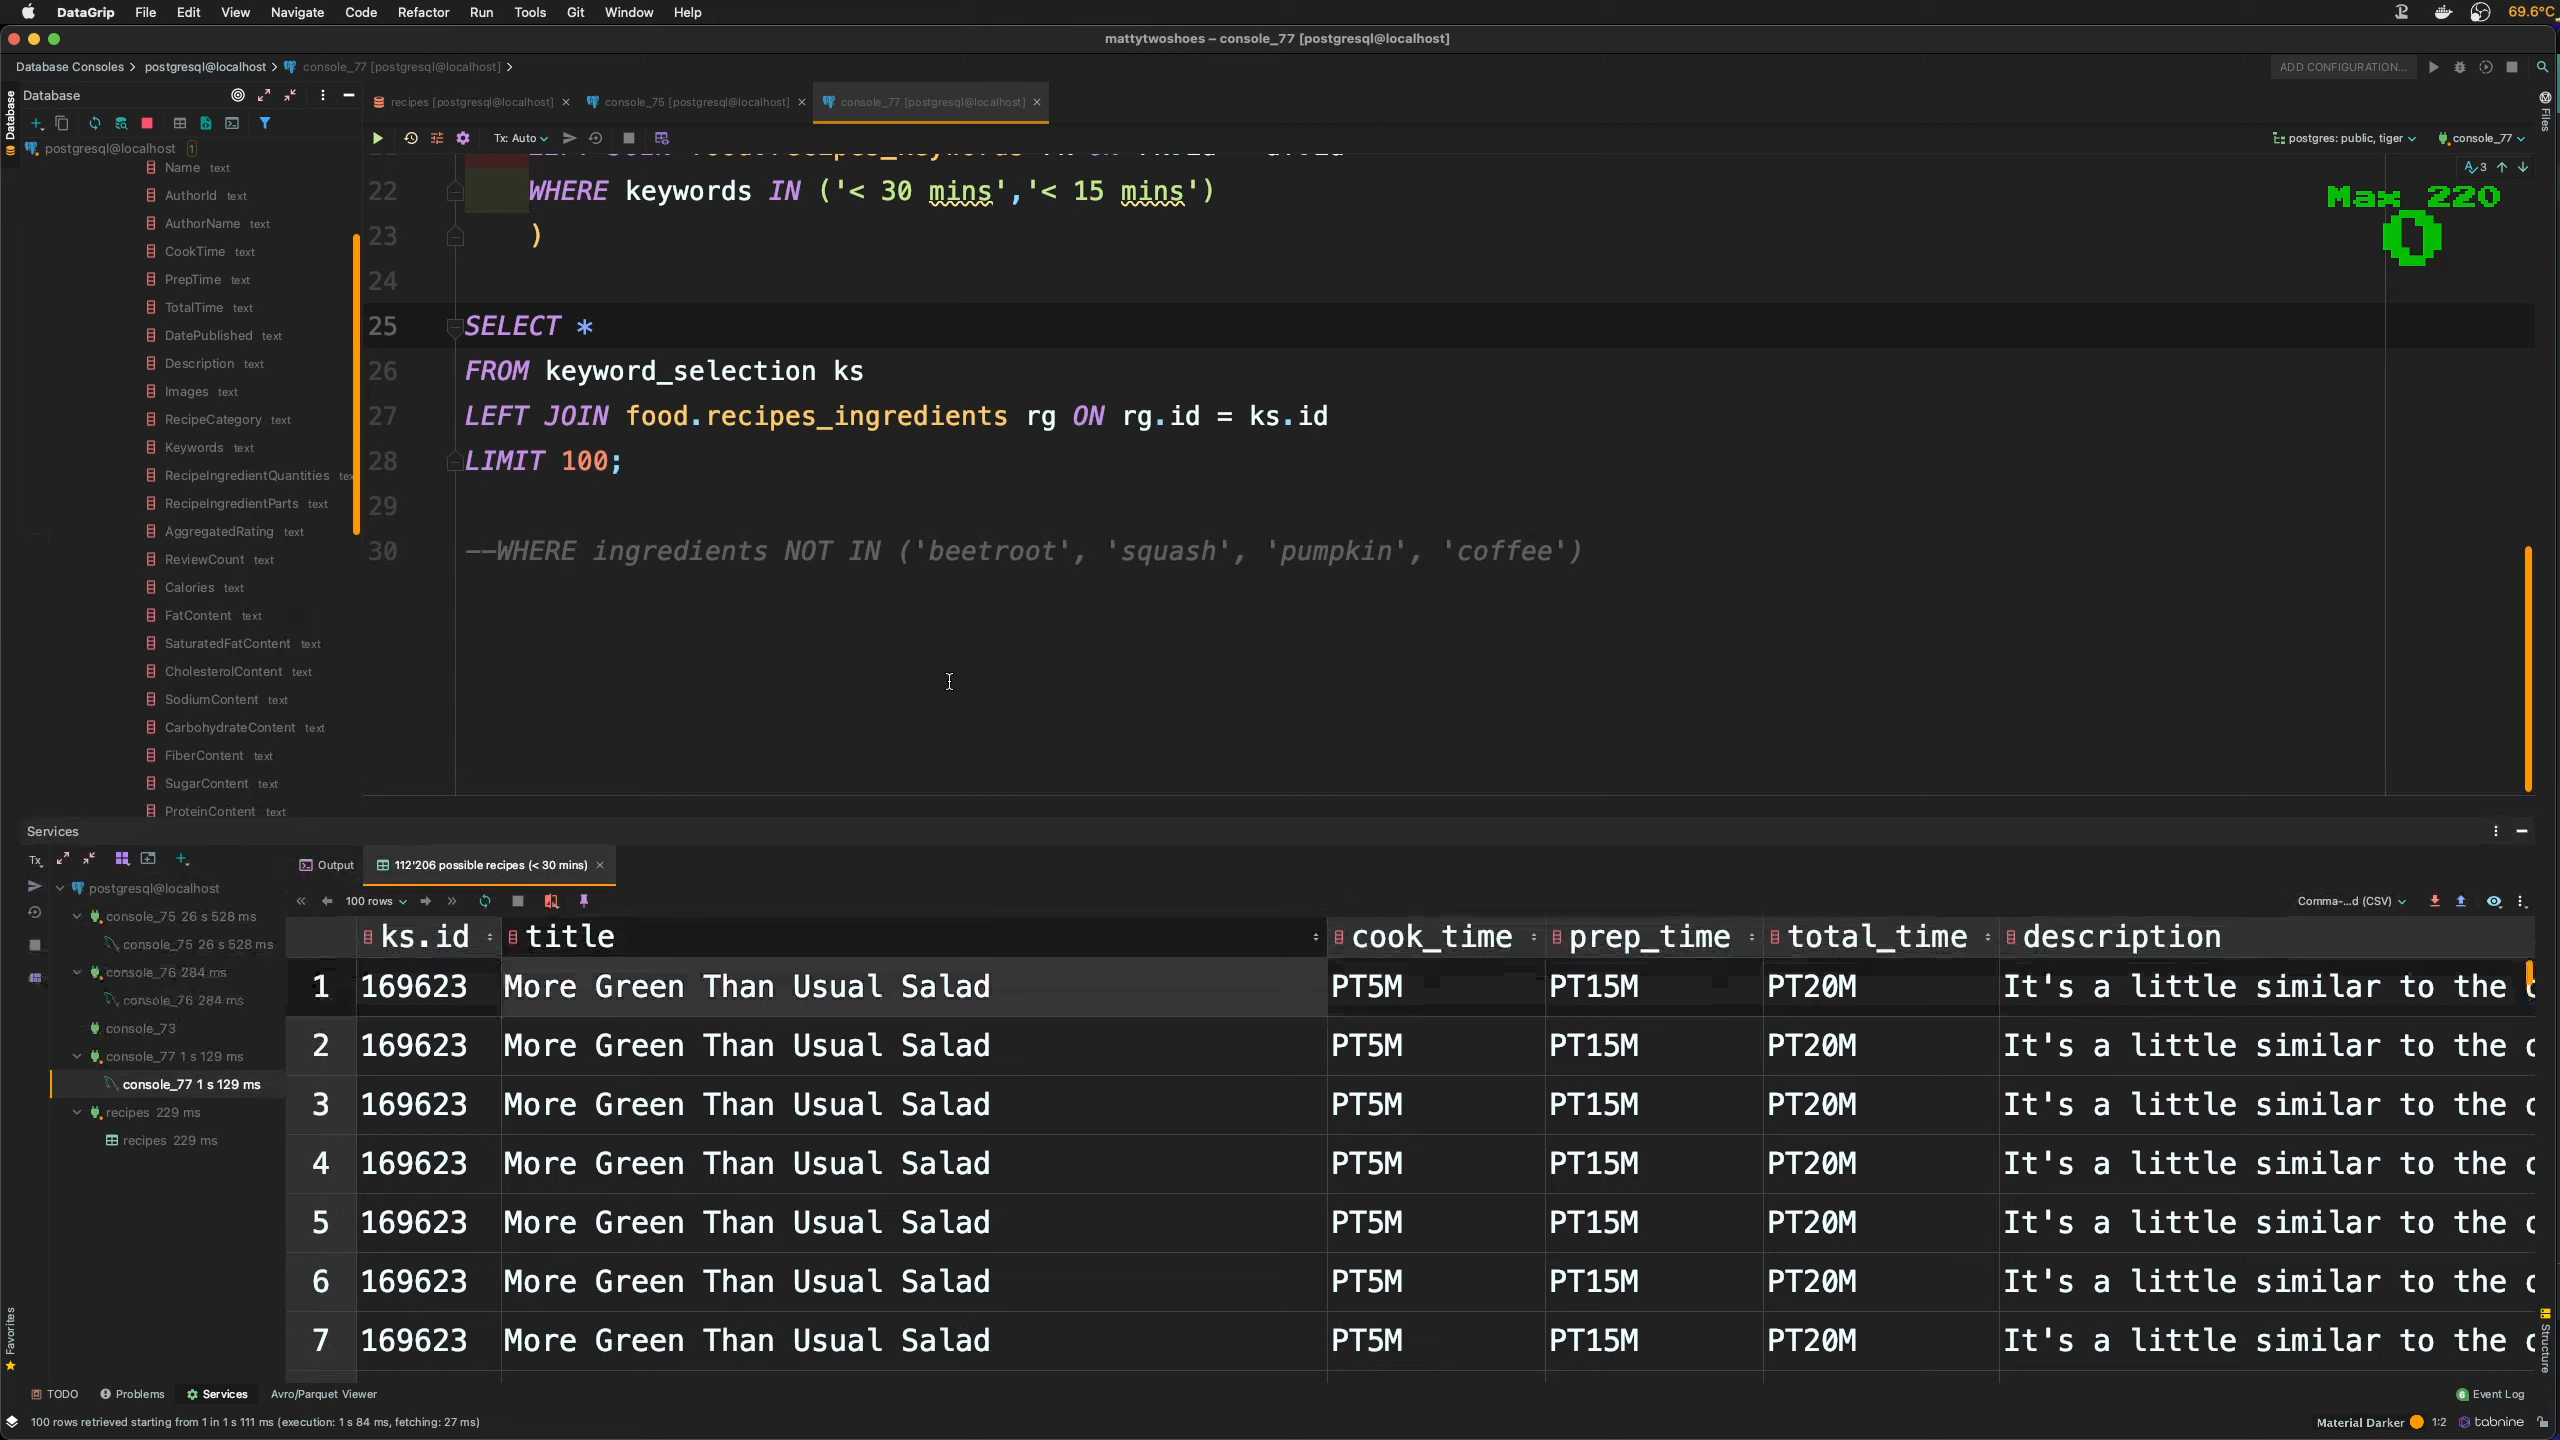 DataGrip File Edit View Navigate Code Refactor Run Tools Git Window Help 69.6°C
mattytwoshoes – console_77 [postgresql@localhost]
Database Consoles postgresql@localhost console_77 [postgresql@localhost] ADD CONFIGURATION...
Database
Database
Files
recipes [postgresql@localhost] console_75 [postgresql@localhost] console_77 [postgresql@localhost]
Tx: Auto postgres: public, tiger console_77
postgresql@localhost 1
Name text
AuthorId text
AuthorName text
CookTime text
PrepTime text
TotalTime text
DatePublished text
Description text
Images text
RecipeCategory text
Keywords text
RecipeIngredientQuantities
RecipeIngredientParts text
AggregatedRating text
ReviewCount text
Calories text
FatContent text
SaturatedFatContent text
CholesterolContent text
SodiumContent text
CarbohydrateContent text
FiberContent text
SugarContent text
ProteinContent text
3
Max 220
0
22 WHERE keywords IN ('< 30 mins','< 15 mins')
23 )
24
25 SELECT *
26 FROM keyword_selection ks
27 LEFT JOIN food.recipes_ingredients rg ON rg.id = ks.id
28 LIMIT 100;
29
30 --WHERE ingredients NOT IN ('beetroot', 'squash', 'pumpkin', 'coffee')
Services
Tx
postgresql@localhost
console_75 26 s 528 ms
console_75 26 s 528 ms
console_76 284 ms
console_76 284 ms
console_73
console_77 1 s 129 ms
console_77 1 s 129 ms
recipes 229 ms
recipes 229 ms
Output 112'206 possible recipes (< 30 mins)
100 rows Comma-...d (CSV)
ks.id title cook_time prep_time total_time description
1 169623 More Green Than Usual Salad PT5M PT15M PT20M It's a little similar to the
2 169623 More Green Than Usual Salad PT5M PT15M PT20M It's a little similar to the
3 169623 More Green Than Usual Salad PT5M PT15M PT20M It's a little similar to the
4 169623 More Green Than Usual Salad PT5M PT15M PT20M It's a little similar to the
5 169623 More Green Than Usual Salad PT5M PT15M PT20M It's a little similar to the
6 169623 More Green Than Usual Salad PT5M PT15M PT20M It's a little similar to the
7 169623 More Green Than Usual Salad PT5M PT15M PT20M It's a little similar to the
Favorites
Structure
TODO Problems Services Avro/Parquet Viewer 6 Event Log
100 rows retrieved starting from 1 in 1 s 111 ms (execution: 1 s 84 ms, fetching: 27 ms) Material Darker 1:2 tabnine